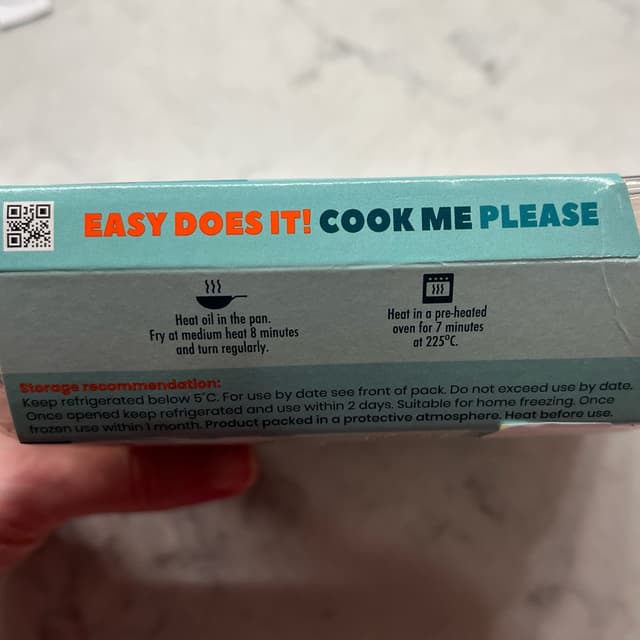 EASY DOES IT! COOK ME PLEASE
Heat oil in the pan.
Fry at medium heat 8 minutes
and turn regularly.
Heat in a pre-heated
oven for 7 minutes
at 225°C.
Storage recommendation:
Keep refrigerated below 5°C. For use by date see front of pack. Do not exceed use by date.
Once opened keep refrigerated and use within 2 days. Suitable for home freezing. Once
frozen use within 1 month. Product packed in a protective atmosphere. Heat before use.